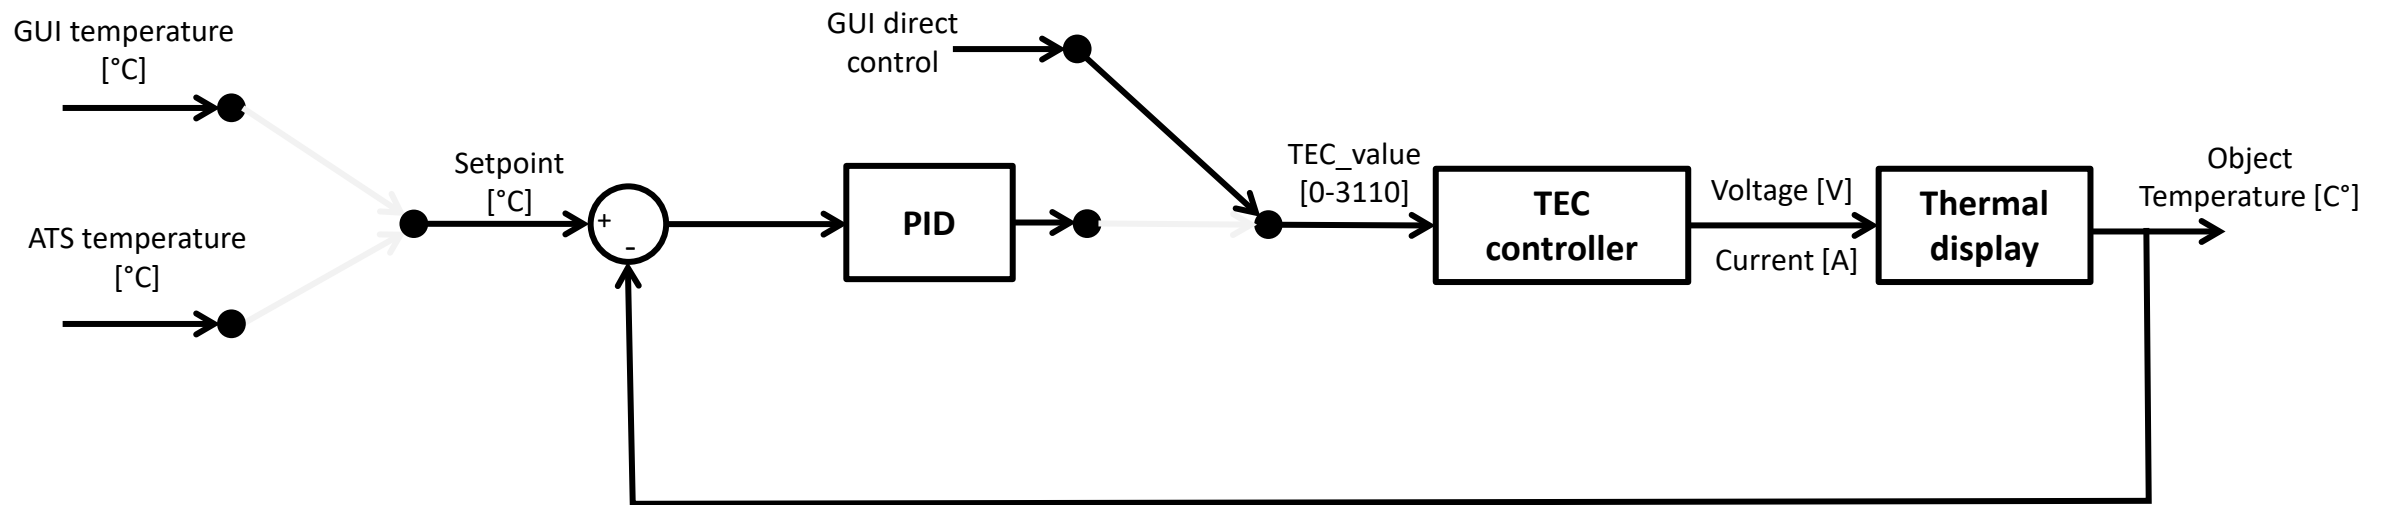 GUI temperature
[°C]
ATS temperature
[°C]
Setpoint
[°C]
+
-
PID
GUI direct
control
TEC_value
[0-3110]
TEC
controller
Voltage [V]
Current [A]
Thermal
display
Object
Temperature [C°]